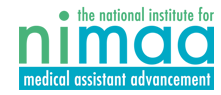 the national institute for
nimaa
medical assistant advancement